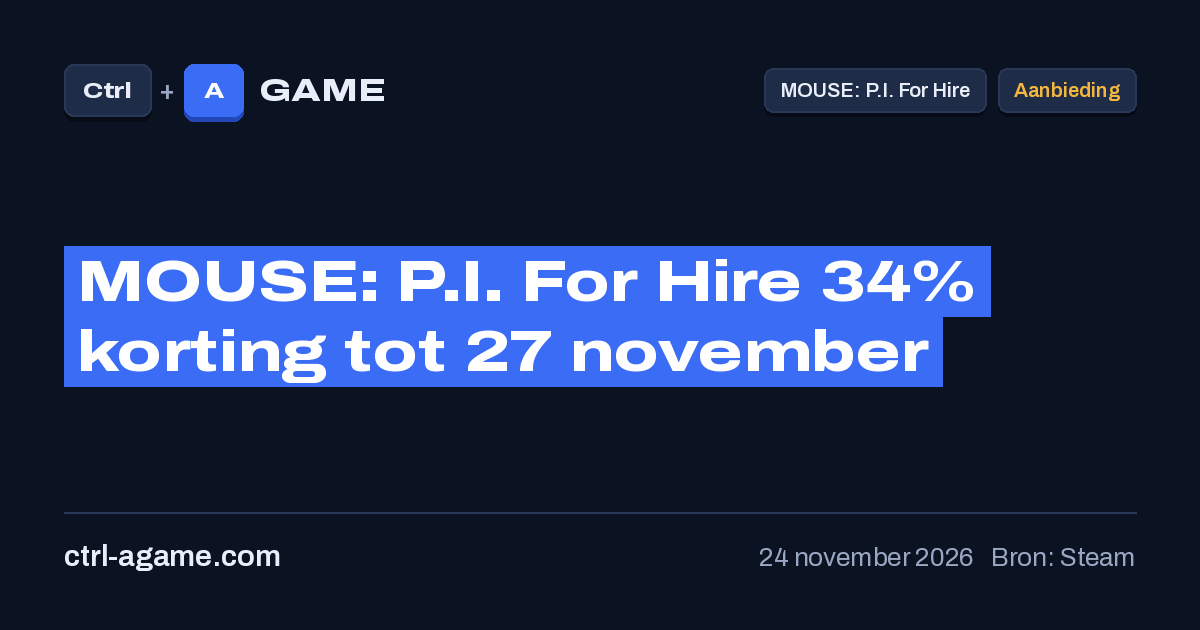 Ctrl + A GAME
MOUSE: P.I. For Hire
Aanbieding
MOUSE: P.I. For Hire 34%
korting tot 27 november
ctrl-agame.com
24 november 2026 Bron: Steam